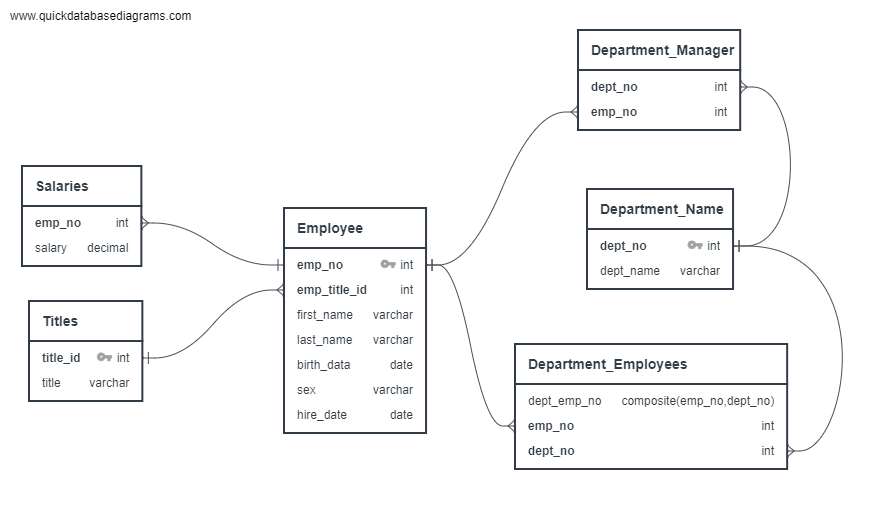 www.quickdatabasediagrams.com
Department_Manager
dept_no int
emp_no int
Salaries
emp_no int
salary decimal
Department_Name
dept_no int
dept_name varchar
Employee
emp_no int
emp_title_id int
first_name varchar
last_name varchar
birth_data date
sex varchar
hire_date date
Titles
title_id int
title varchar
Department_Employees
dept_emp_no composite(emp_no,dept_no)
emp_no int
dept_no int